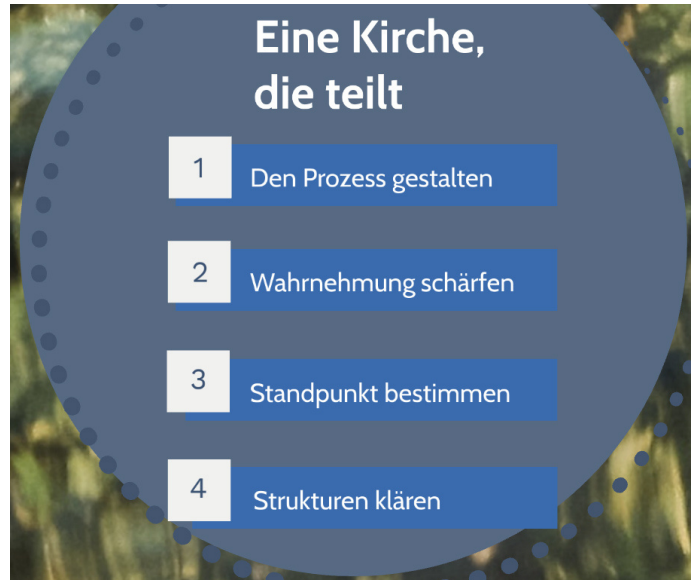 Eine Kirche,
die teilt
1
Den Prozess gestalten
2
Wahrnehmung schärfen
3
Standpunkt bestimmen
4
Strukturen klären